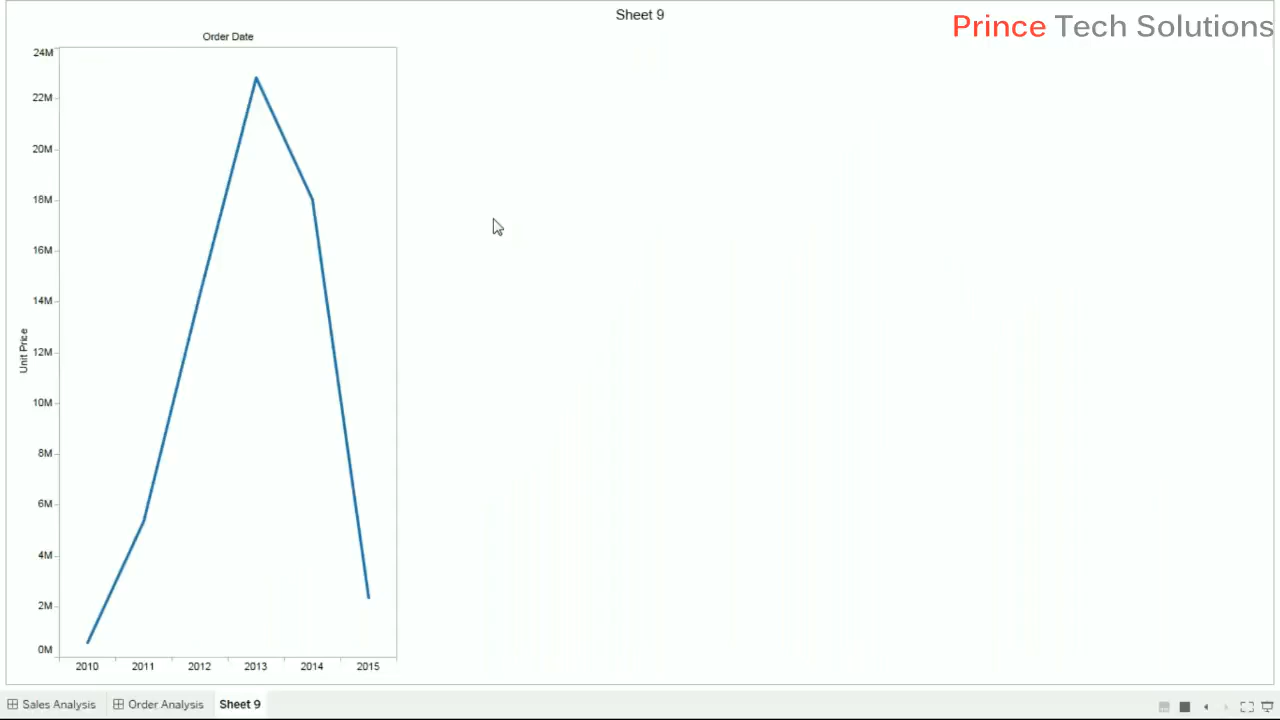 Sheet 9
Prince Tech Solutions
Order Date
24M
22M
20M
18M
16M
14M
12M
10M
8M
6M
4M
2M
0M
Unit Price
2010 2011 2012 2013 2014 2015
Sales Analysis Order Analysis Sheet 9